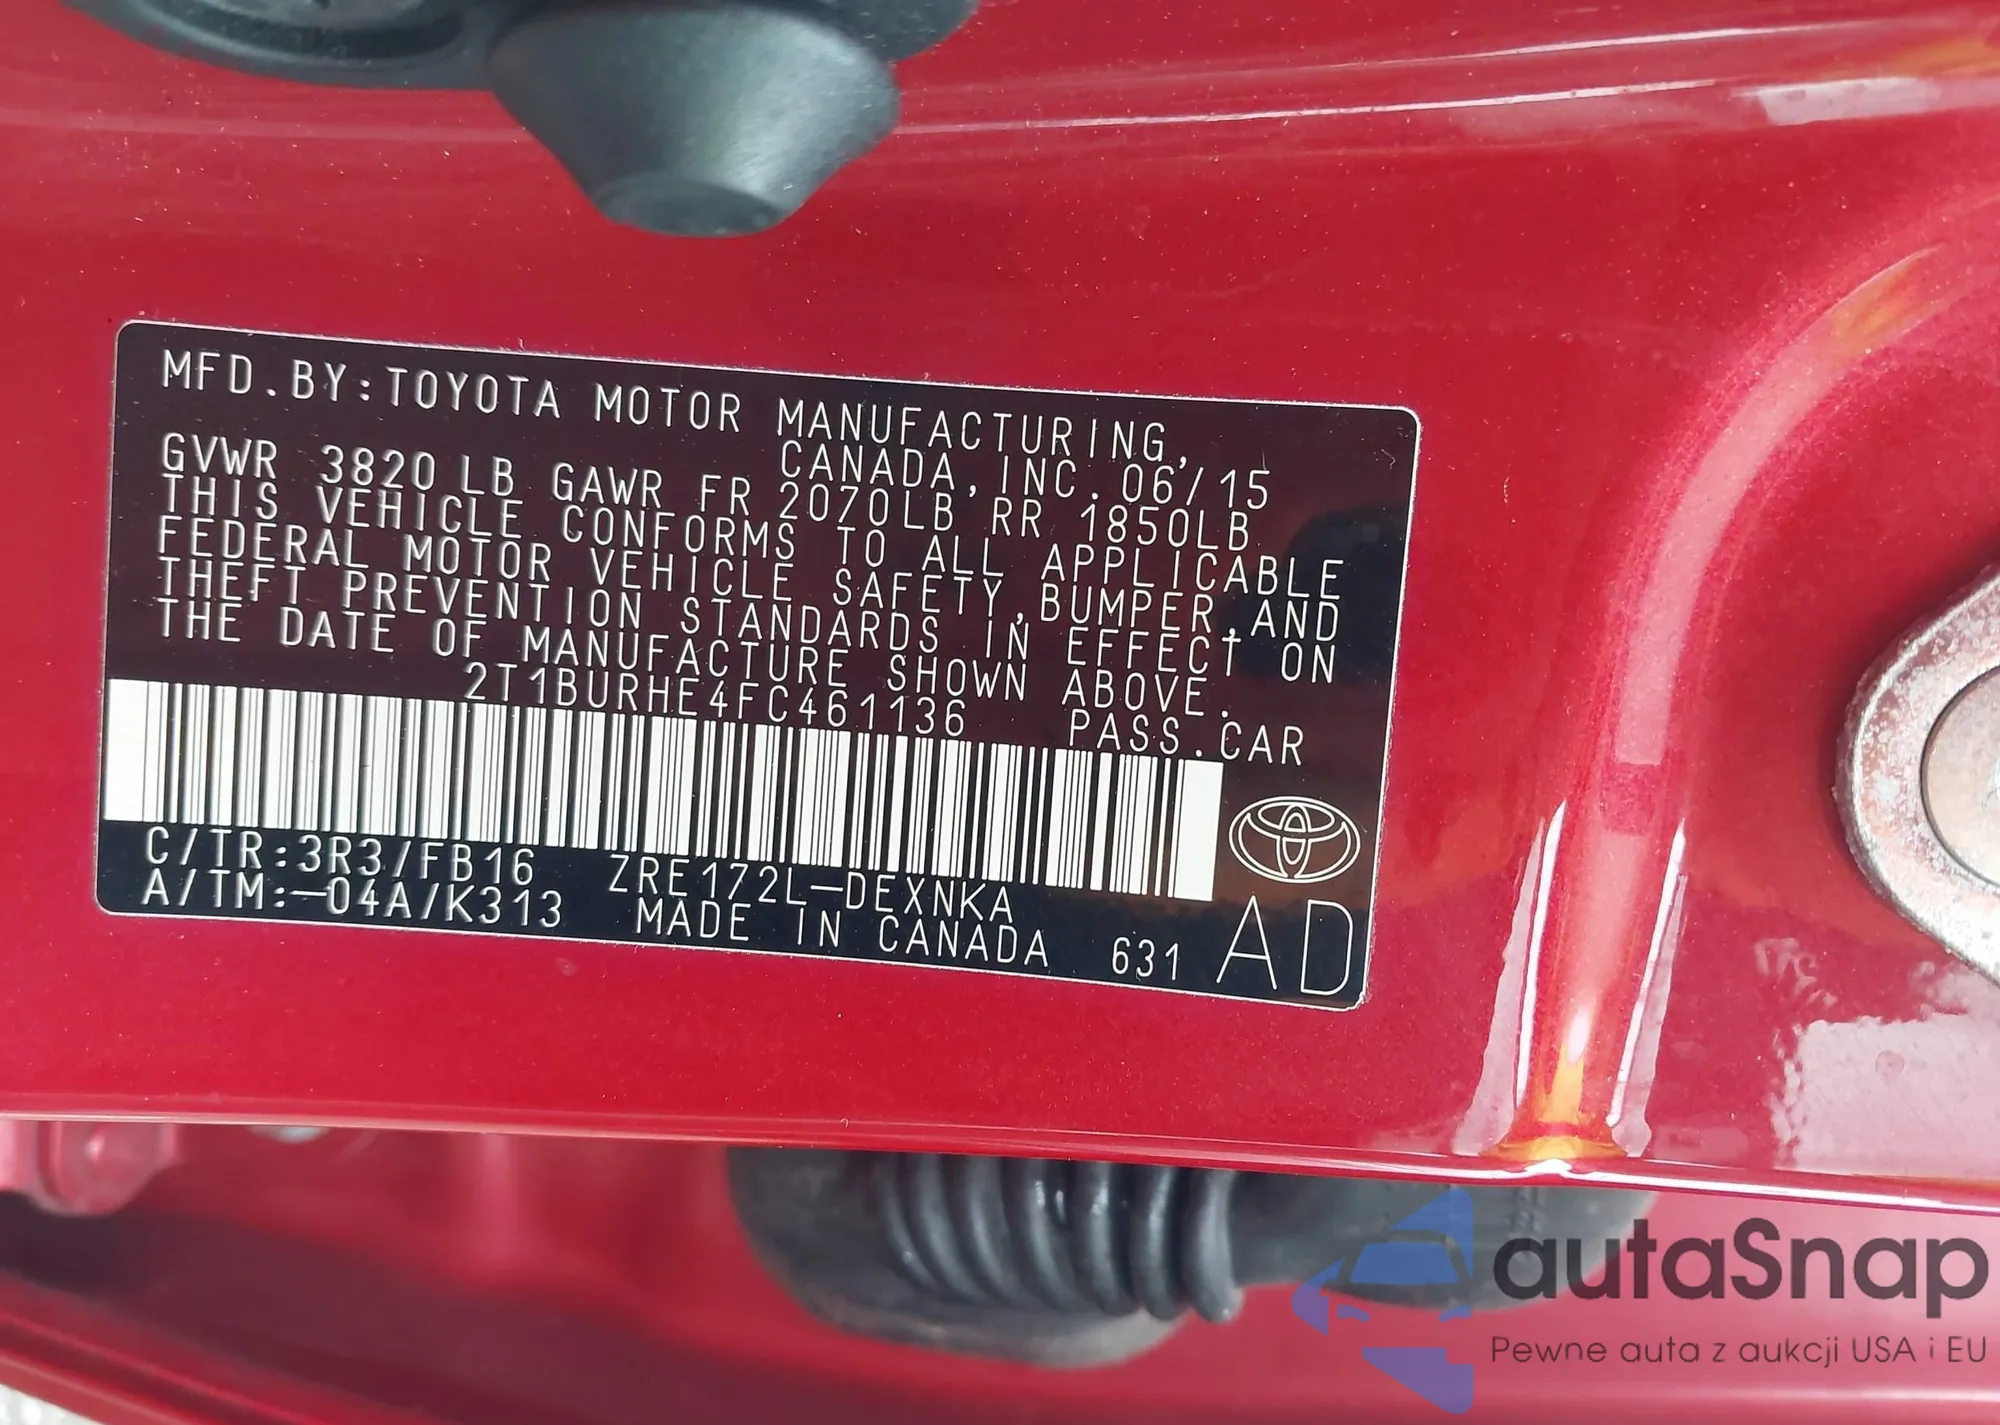 MFD.BY:TOYOTA MOTOR MANUFACTURING,
CANADA,INC. 06/15
GVWR 3820 LB GAWR FR 2070LB RR 1850LB
THIS VEHICLE CONFORMS TO ALL APPLICABLE
FEDERAL MOTOR VEHICLE SAFETY,BUMPER,AND
THEFT PREVENTION STANDARDS IN EFFECT ON
THE DATE OF MANUFACTURE SHOWN ABOVE.
2T1BURHE4FC461136 PASS.CAR
C/TR:3R3/FB16 ZRE172L-DEXNKA
A/TM:-04A/K313 MADE IN CANADA 631 AD
autaSnap
Pewne auta z aukcji USA i EU